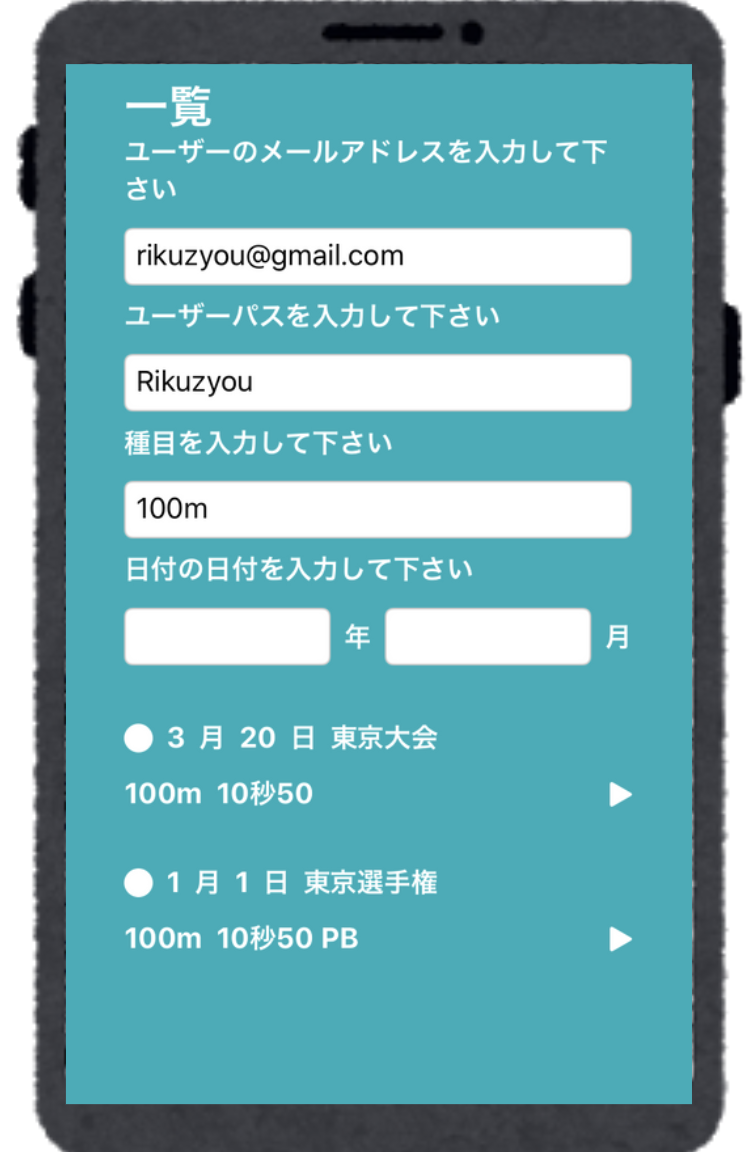 一覧
ユーザーのメールアドレスを入力して下
さい
rikuzyou@gmail.com
ユーザーパスを入力して下さい
Rikuzyou
種目を入力して下さい
100m
日付の日付を入力して下さい
年 月
3 月 20 日 東京大会
100m 10秒50
1 月 1 日 東京選手権
100m 10秒50 PB